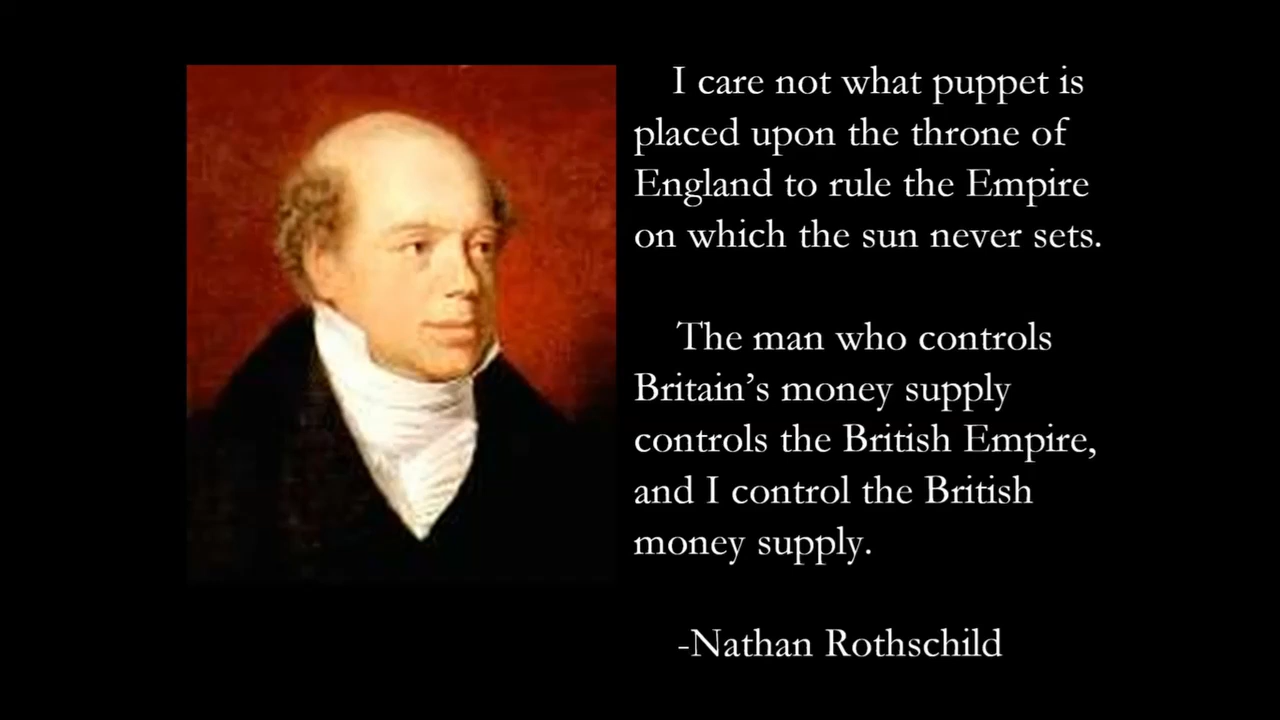 I care not what puppet is
placed upon the throne of
England to rule the Empire
on which the sun never sets.
The man who controls
Britain’s money supply
controls the British Empire,
and I control the British
money supply.
-Nathan Rothschild